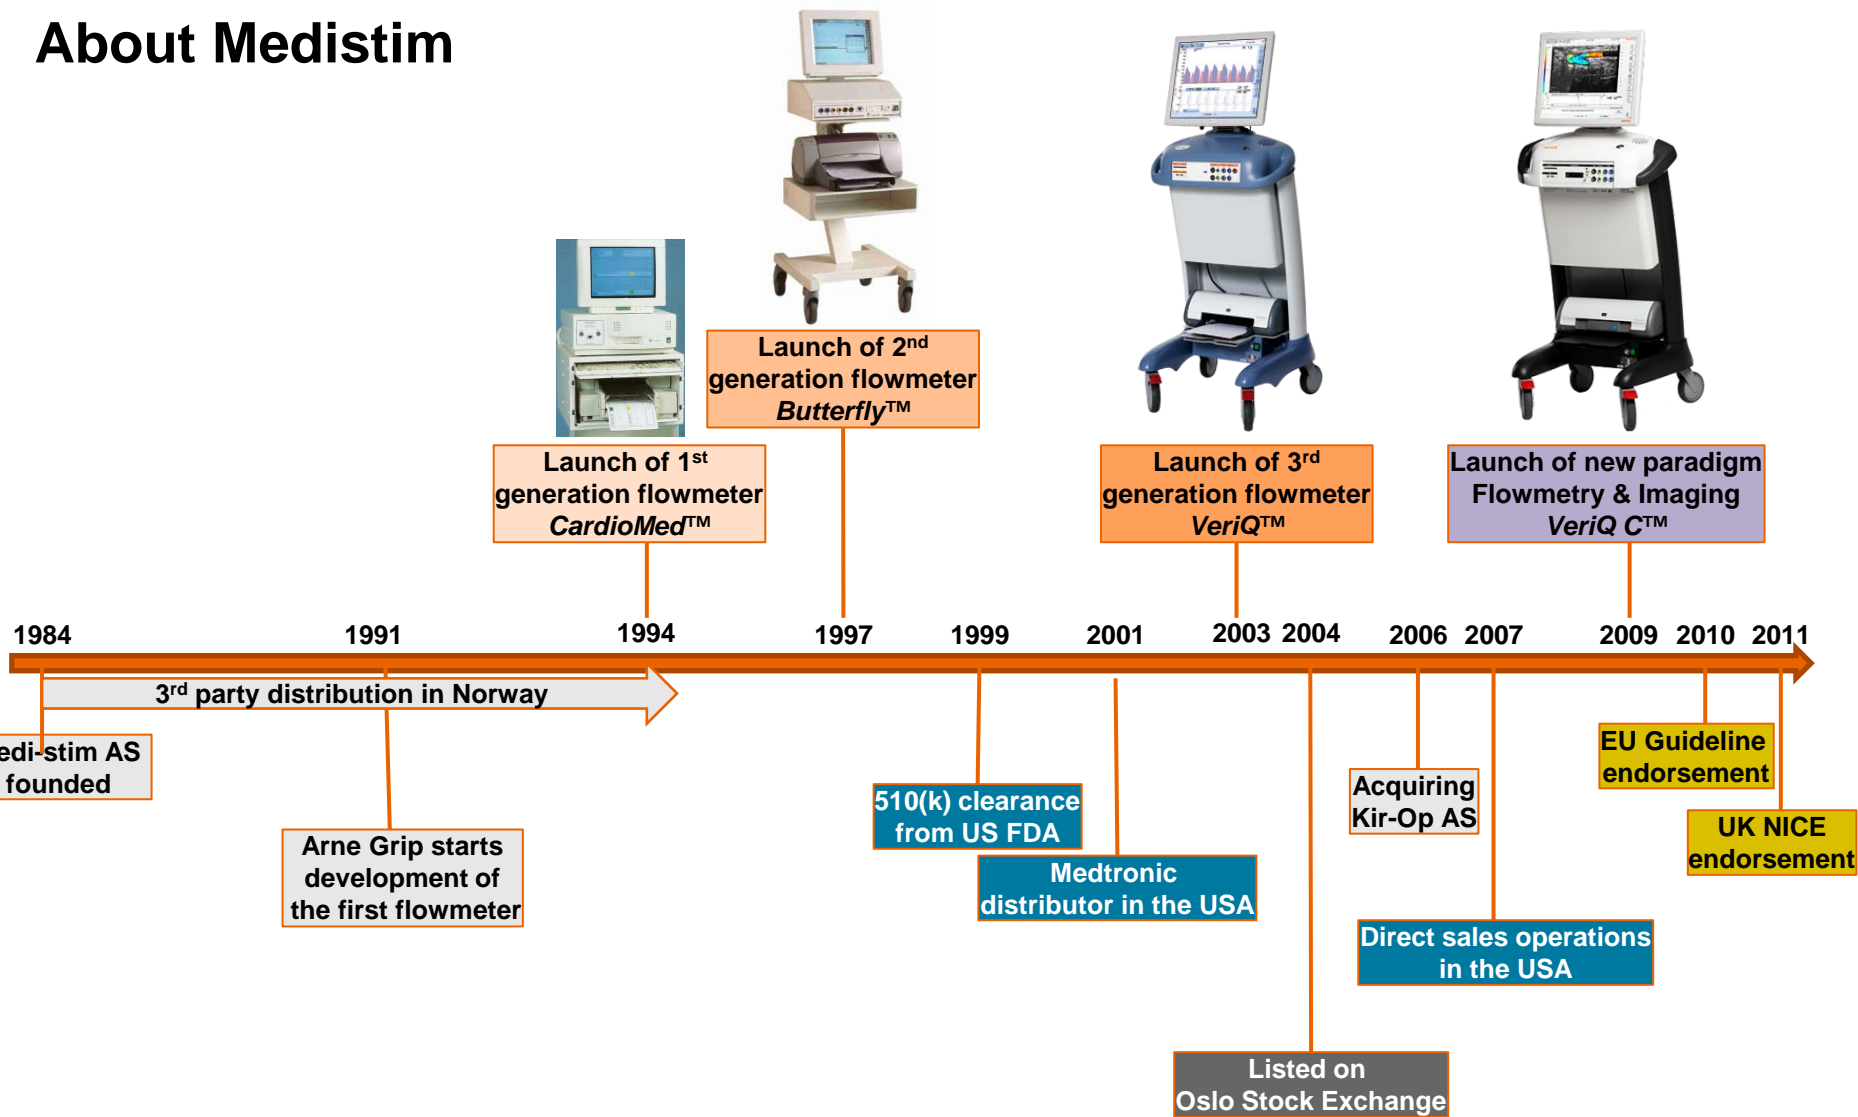 About Medistim
Launch of 2nd
generation flowmeter
Butterfly™
Launch of 1st
generation flowmeter
CardioMed™
Launch of 3rd
generation flowmeter
VeriQ™
Launch of new paradigm
Flowmetry & Imaging
VeriQ C™
1984 1991 1994 1997 1999 2001 2003 2004 2006 2007 2009 2010 2011
3rd party distribution in Norway
edi-stim AS
founded
Arne Grip starts
development of
the first flowmeter
510(k) clearance
from US FDA
Medtronic
distributor in the USA
Listed on
Oslo Stock Exchange
Acquiring
Kir-Op AS
Direct sales operations
in the USA
EU Guideline
endorsement
UK NICE
endorsement